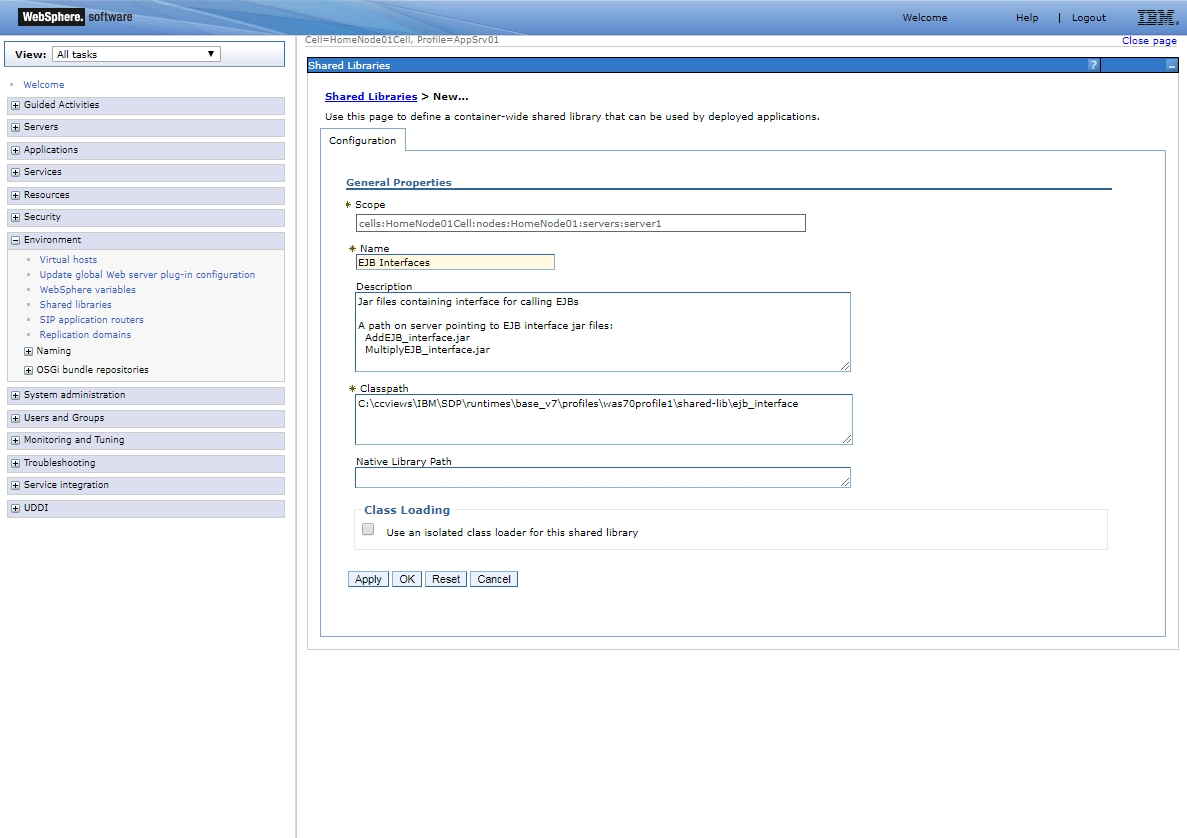 WebSphere. software
Welcome Help | Logout IBM.
View: All tasks
Cell=HomeNode01Cell, Profile=AppSrv01
Close page
Welcome
Guided Activities
Servers
Applications
Services
Resources
Security
Environment
Virtual hosts
Update global Web server plug-in configuration
WebSphere variables
Shared libraries
SIP application routers
Replication domains
Naming
OSGi bundle repositories
System administration
Users and Groups
Monitoring and Tuning
Troubleshooting
Service integration
UDDI
Shared Libraries ?
Shared Libraries > New...
Use this page to define a container-wide shared library that can be used by deployed applications.
Configuration
General Properties
* Scope
cells:HomeNode01Cell:nodes:HomeNode01:servers:server1
* Name
EJB Interfaces
Description
Jar files containing interface for calling EJBs
A path on server pointing to EJB interface jar files:
AddEJB_interface.jar
MultiplyEJB_interface.jar
* Classpath
C:\ccviews\IBM\SDP\runtimes\base_v7\profiles\was70profile1\shared-lib\ejb_interface
Native Library Path
Class Loading
Use an isolated class loader for this shared library
Apply OK Reset Cancel